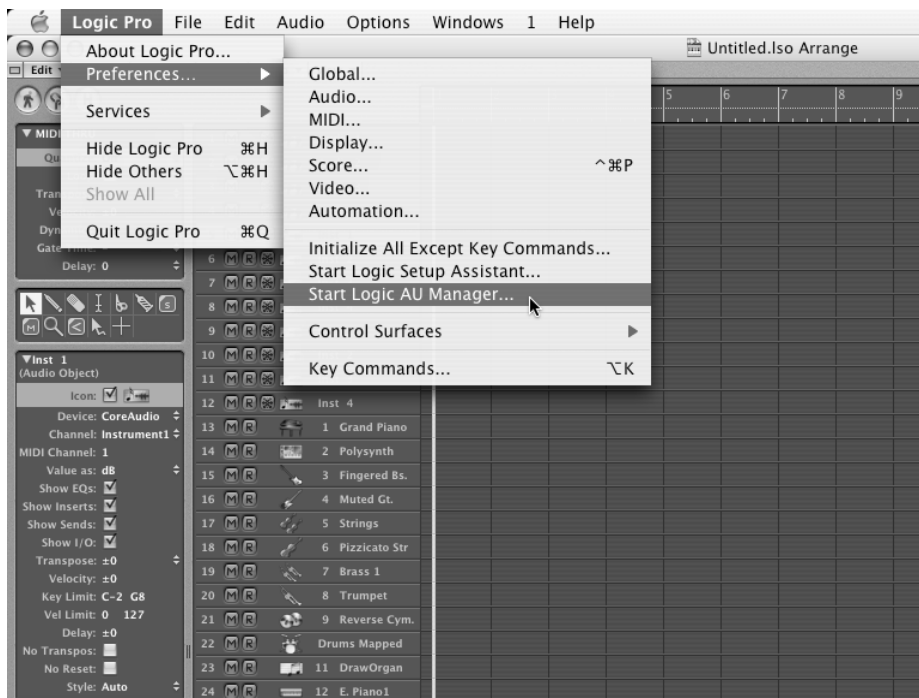 Logic Pro File Edit Audio Options Windows 1 Help
Untitled.lso Arrange
Edit
About Logic Pro...
Preferences...
Services
Hide Logic Pro ⌘H
Hide Others ⌥⌘H
Show All
Quit Logic Pro ⌘Q
Global...
Audio...
MIDI...
Display...
Score... ^⌘P
Video...
Automation...
Initialize All Except Key Commands...
Start Logic Setup Assistant...
Start Logic AU Manager...
Control Surfaces
Key Commands... ⌥K
5 6 7 8 9
Delay: 0
Inst 1
(Audio Object)
Icon:
Device: CoreAudio
Channel: Instrument1
MIDI Channel: 1
Value as: dB
Show EQs:
Show Inserts:
Show Sends:
Show I/O:
Transpose: ±0
Velocity: ±0
Key Limit: C-2 G8
Vel Limit: 0 127
Delay: ±0
No Transpos:
No Reset:
Style: Auto
6 M R
7 M R
8 M R
9 M R
10 M R
11 M R
12 M R Inst 4
13 M R 1 Grand Piano
14 M R 2 Polysynth
15 M R 3 Fingered Bs.
16 M R 4 Muted Gt.
17 M R 5 Strings
18 M R 6 Pizzicato Str
19 M R 7 Brass 1
20 M R 8 Trumpet
21 M R 9 Reverse Cym.
22 M R Drums Mapped
23 M R 11 DrawOrgan
24 M R 12 E. Piano1